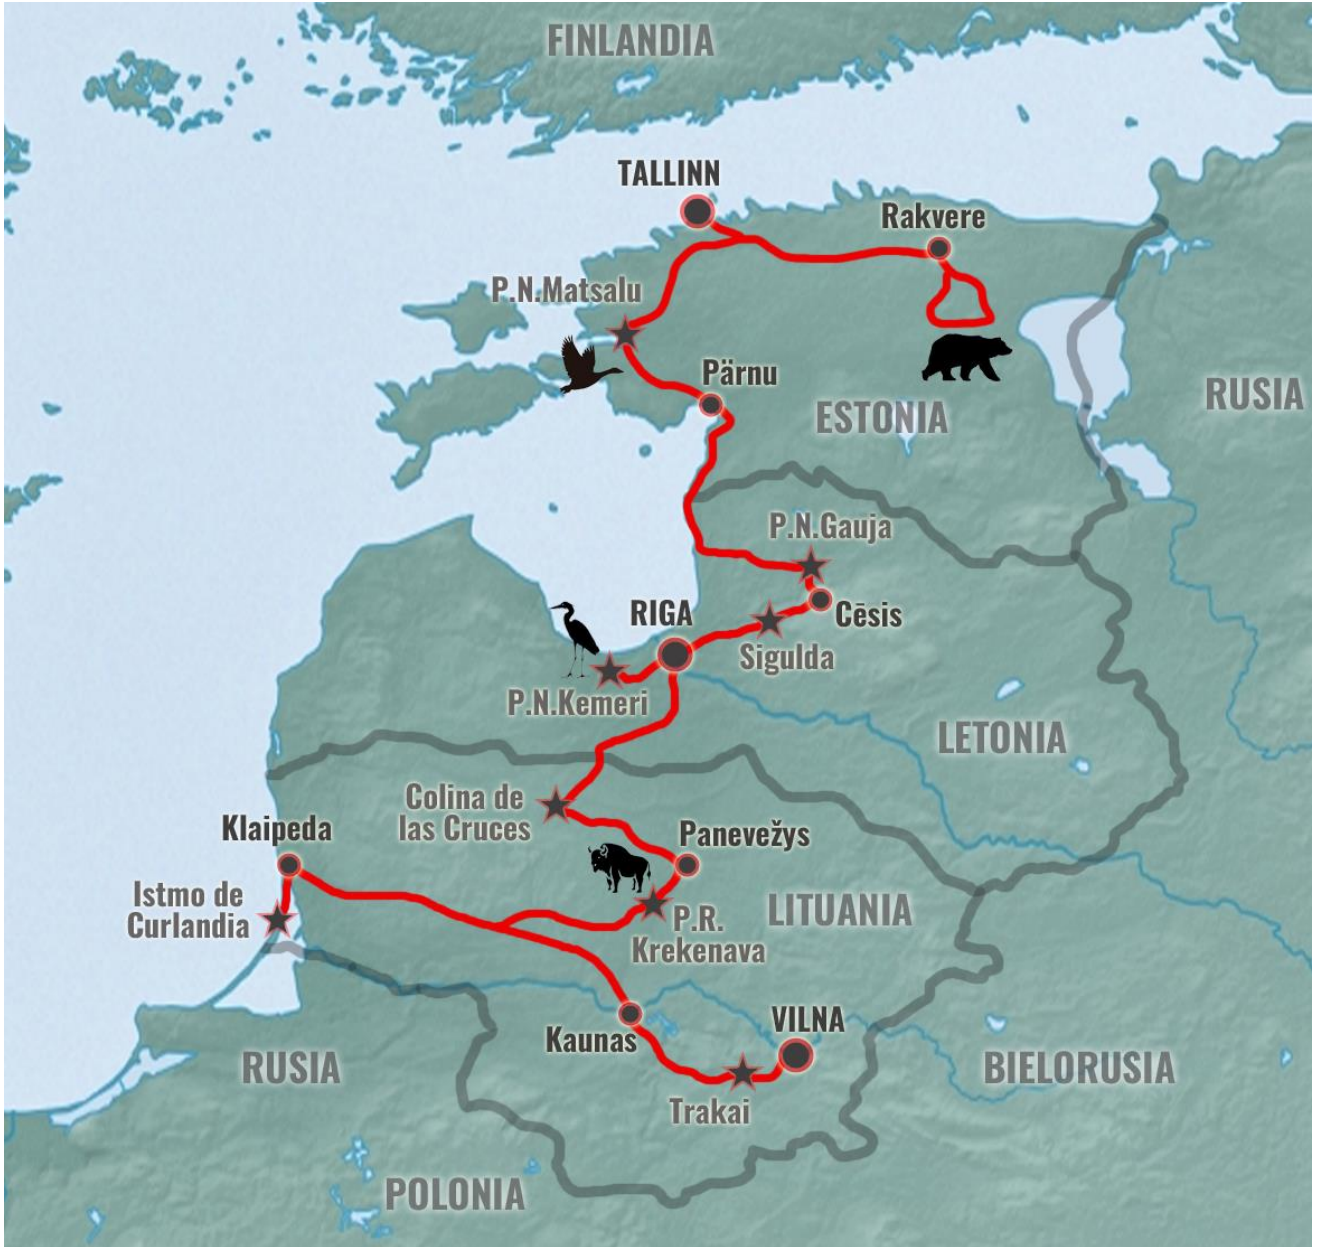 FINLANDIA
TALLINN
Rakvere
P.N.Matsalu
Pärnu
RUSIA
ESTONIA
P.N.Gauja
RIGA
Cēsis
Sigulda
P.N.Kemeri
LETONIA
Colina de
las Cruces
Klaipeda
Panevežys
Istmo de
Curlandia
LITUANIA
P.R.
Krekenava
VILNA
Kaunas
RUSIA
BIELORUSIA
Trakai
POLONIA